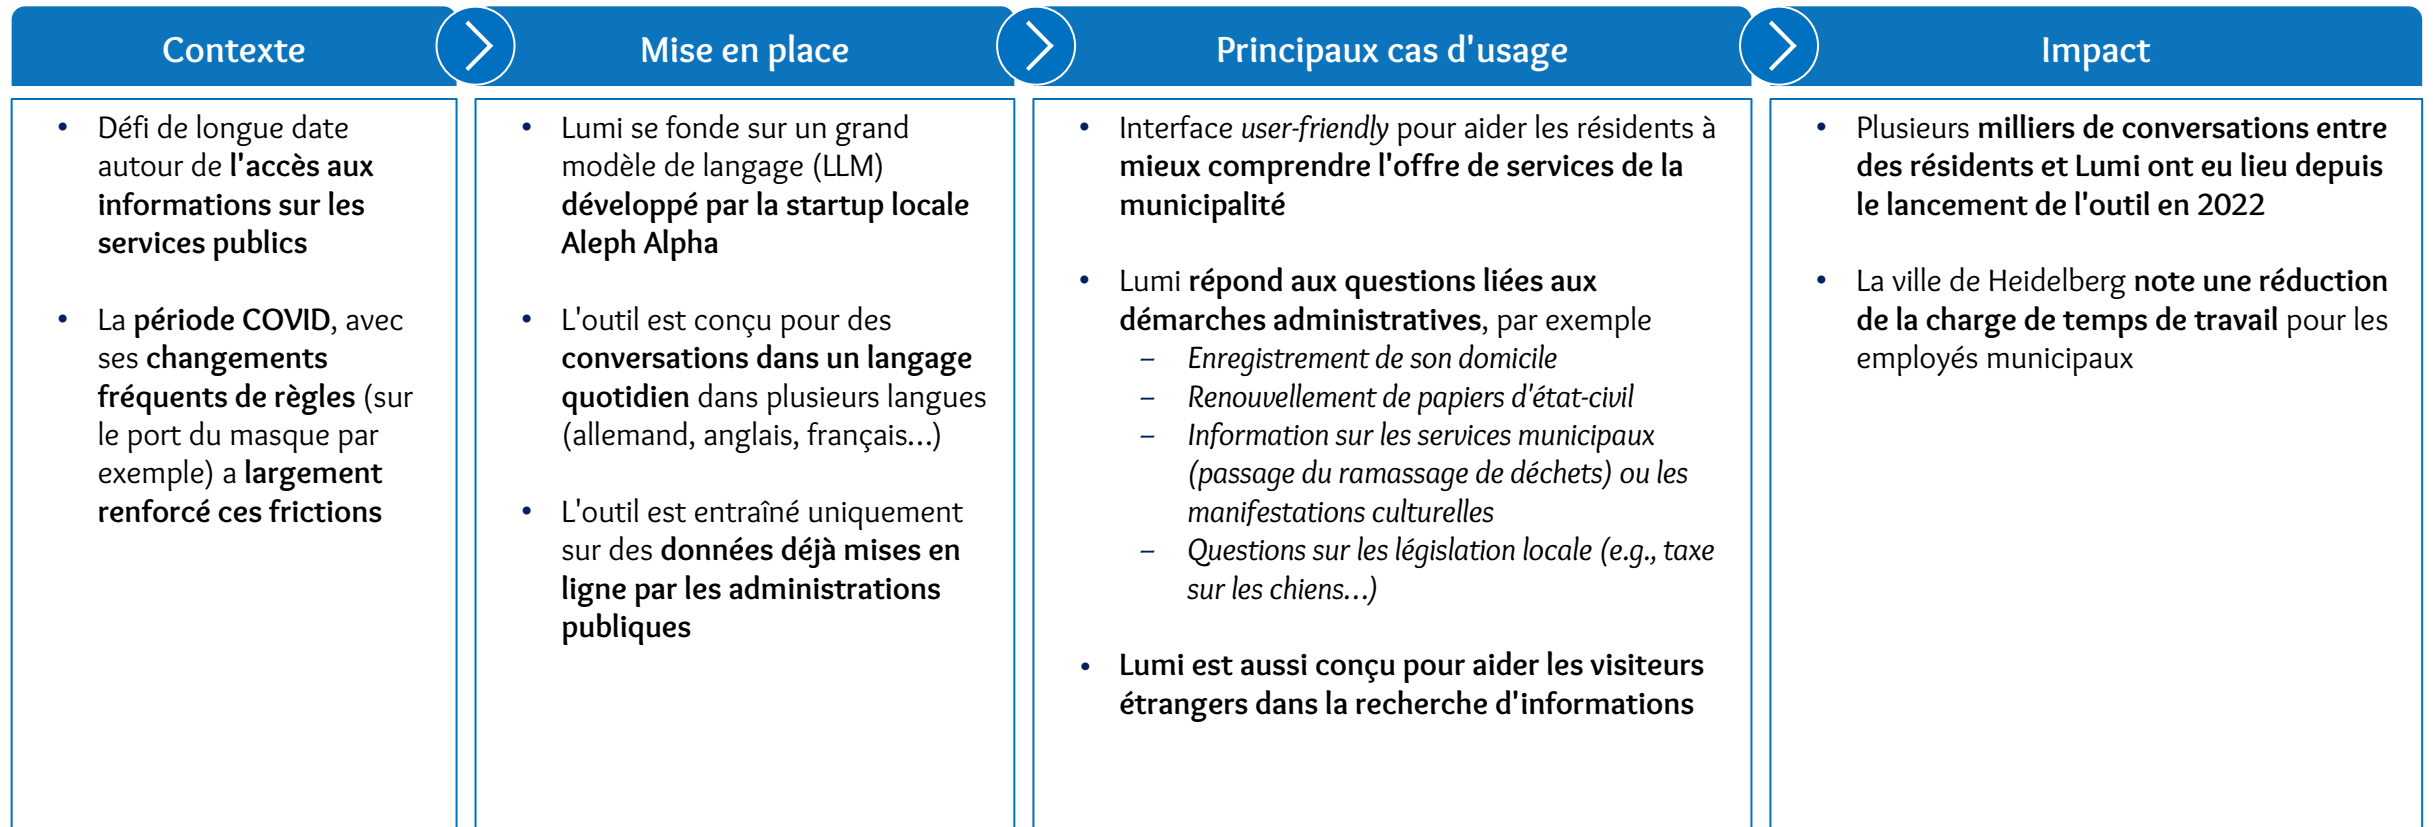 Contexte
Mise en place
Principaux cas d'usage
Impact
• Défi de longue date
autour de l'accès aux
informations sur les
services publics
• La période COVID, avec
ses changements
fréquents de règles (sur
le port du masque par
exemple) a largement
renforcé ces frictions
• Lumi se fonde sur un grand
modèle de langage (LLM)
développé par la startup locale
Aleph Alpha
• L'outil est conçu pour des
conversations dans un langage
quotidien dans plusieurs langues
(allemand, anglais, français…)
• L'outil est entraîné uniquement
sur des données déjà mises en
ligne par les administrations
publiques
• Interface user-friendly pour aider les résidents à
mieux comprendre l'offre de services de la
municipalité
• Lumi répond aux questions liées aux
démarches administratives, par exemple
– Enregistrement de son domicile
– Renouvellement de papiers d'état-civil
– Information sur les services municipaux
(passage du ramassage de déchets) ou les
manifestations culturelles
– Questions sur les législation locale (e.g., taxe
sur les chiens…)
• Lumi est aussi conçu pour aider les visiteurs
étrangers dans la recherche d'informations
• Plusieurs milliers de conversations entre
des résidents et Lumi ont eu lieu depuis
le lancement de l'outil en 2022
• La ville de Heidelberg note une réduction
de la charge de temps de travail pour les
employés municipaux